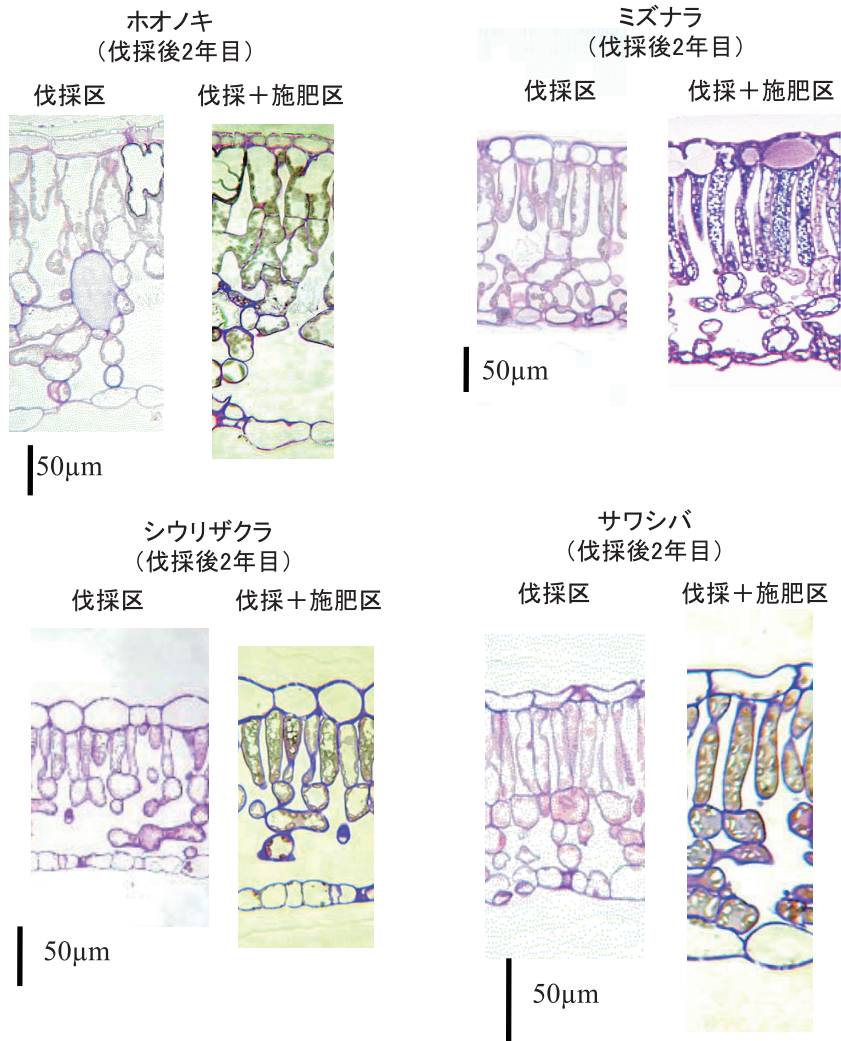 ホオノキ
(伐採後2年目)
伐採区
伐採+施肥区
50µm
ミズナラ
(伐採後2年目)
伐採区
伐採+施肥区
50µm
シウリザクラ
(伐採後2年目)
伐採区
伐採+施肥区
50µm
サワシバ
(伐採後2年目)
伐採区
伐採+施肥区
50µm